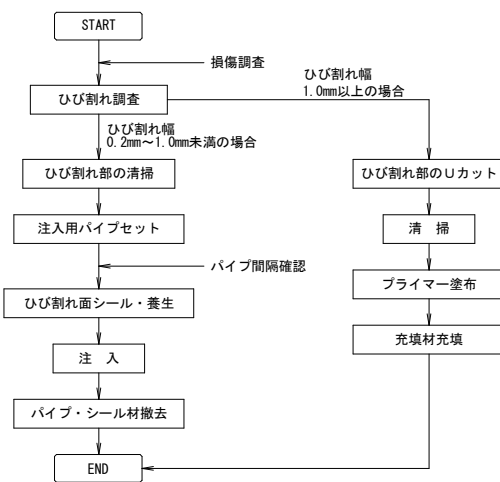 START
損傷調査
ひび割れ調査
ひび割れ幅
1.0mm以上の場合
ひび割れ幅
0.2mm～1.0mm未満の場合
ひび割れ部の清掃
ひび割れ部のUカット
注入用パイプセット
清　掃
パイプ間隔確認
プライマー塗布
ひび割れ面シール・養生
充填材充填
注　入
パイプ・シール材撤去
END